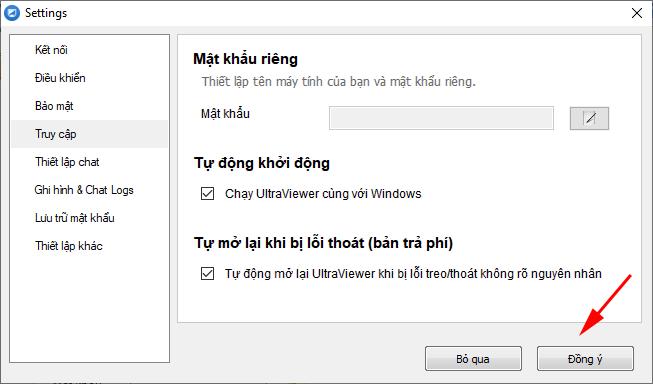 Settings
Kết nối
Điều khiển
Bảo mật
Truy cập
Thiết lập chat
Ghi hình & Chat Logs
Lưu trữ mật khẩu
Thiết lập khác
Mật khẩu riêng
Thiết lập tên máy tính của bạn và mật khẩu riêng.
Mật khẩu
Tự động khởi động
Chạy UltraViewer cùng với Windows
Tự mở lại khi bị lỗi thoát (bản trả phí)
Tự động mở lại UltraViewer khi bị lỗi treo/thoát không rõ nguyên nhân
Bỏ qua
Đồng ý